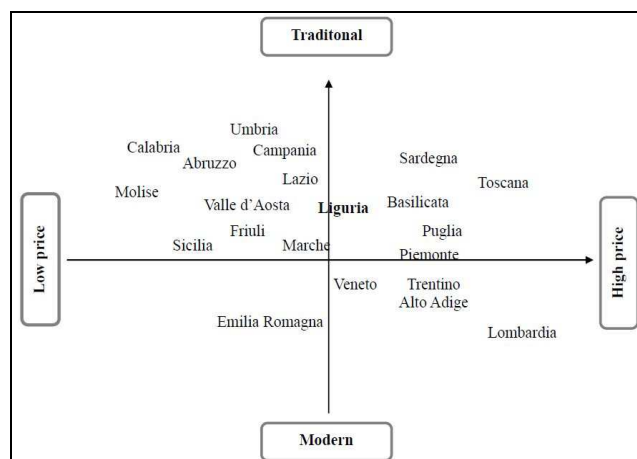 Traditonal
Umbria
Calabria
Campania
Abruzzo
Sardegna
Lazio
Toscana
Molise
Valle d’Aosta
Liguria
Basilicata
Friuli
Puglia
Sicilia
Marche
Piemonte
Low price
High price
Veneto
Trentino
Alto Adige
Emilia Romagna
Lombardia
Modern